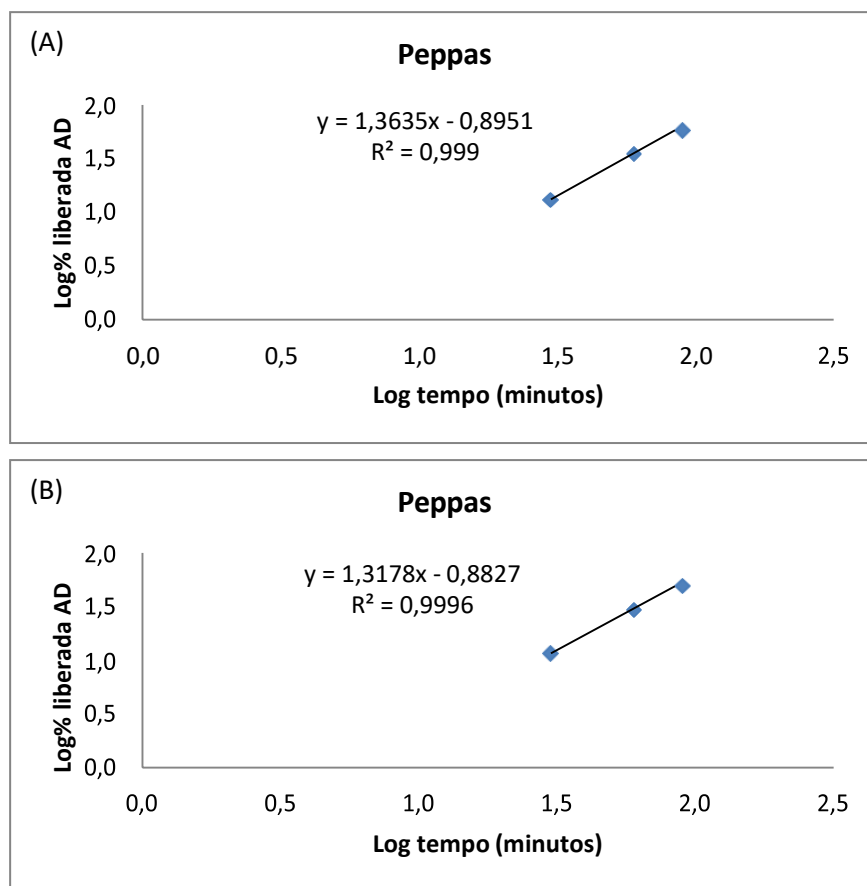 (A)
Peppas
y = 1,3635x - 0,8951
R² = 0,999
Log% liberada AD
2,0
1,5
1,0
0,5
0,0
0,0 0,5 1,0 1,5 2,0 2,5
Log tempo (minutos)
(B)
Peppas
y = 1,3178x - 0,8827
R² = 0,9996
Log% liberada AD
2,0
1,5
1,0
0,5
0,0
0,0 0,5 1,0 1,5 2,0 2,5
Log tempo (minutos)